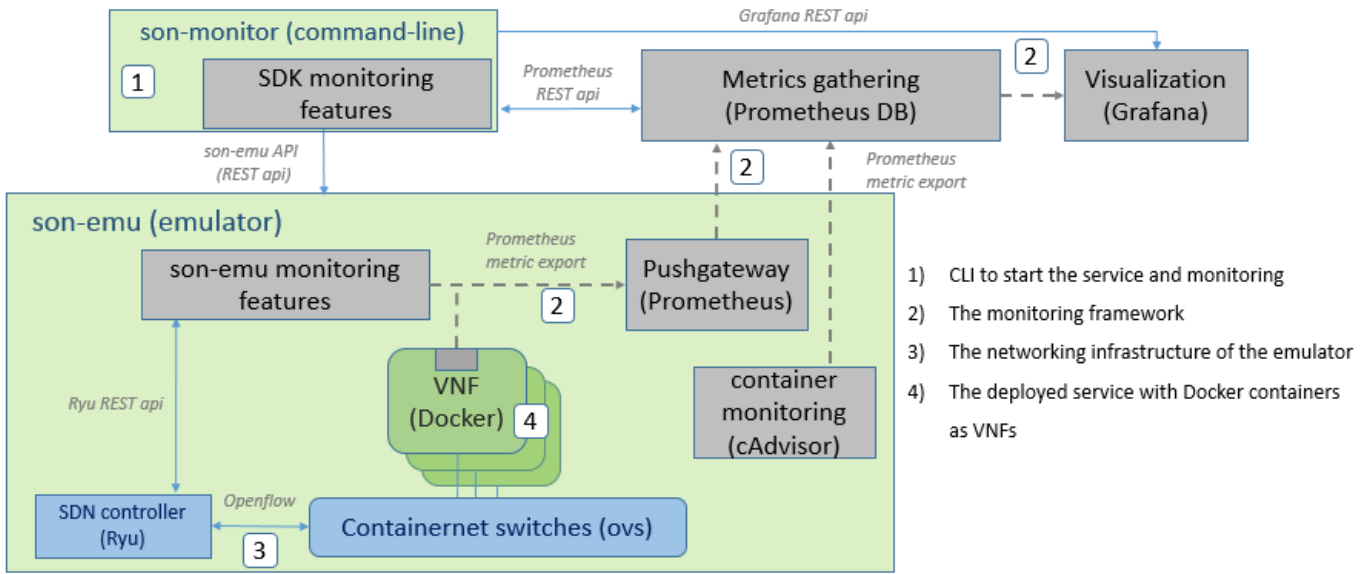 Grafana REST api
son-monitor (command-line)
1
SDK monitoring
features
Prometheus
REST api
Metrics gathering
(Prometheus DB)
2
Visualization
(Grafana)
son-emu API
(REST api)
2
Prometheus
metric export
son-emu (emulator)
son-emu monitoring
features
Prometheus
metric export
2
Pushgateway
(Prometheus)
VNF
(Docker)
4
container
monitoring
(cAdvisor)
Ryu REST api
SDN controller
(Ryu)
Openflow
3
Containernet switches (ovs)
1) CLI to start the service and monitoring
2) The monitoring framework
3) The networking infrastructure of the emulator
4) The deployed service with Docker containers
as VNFs